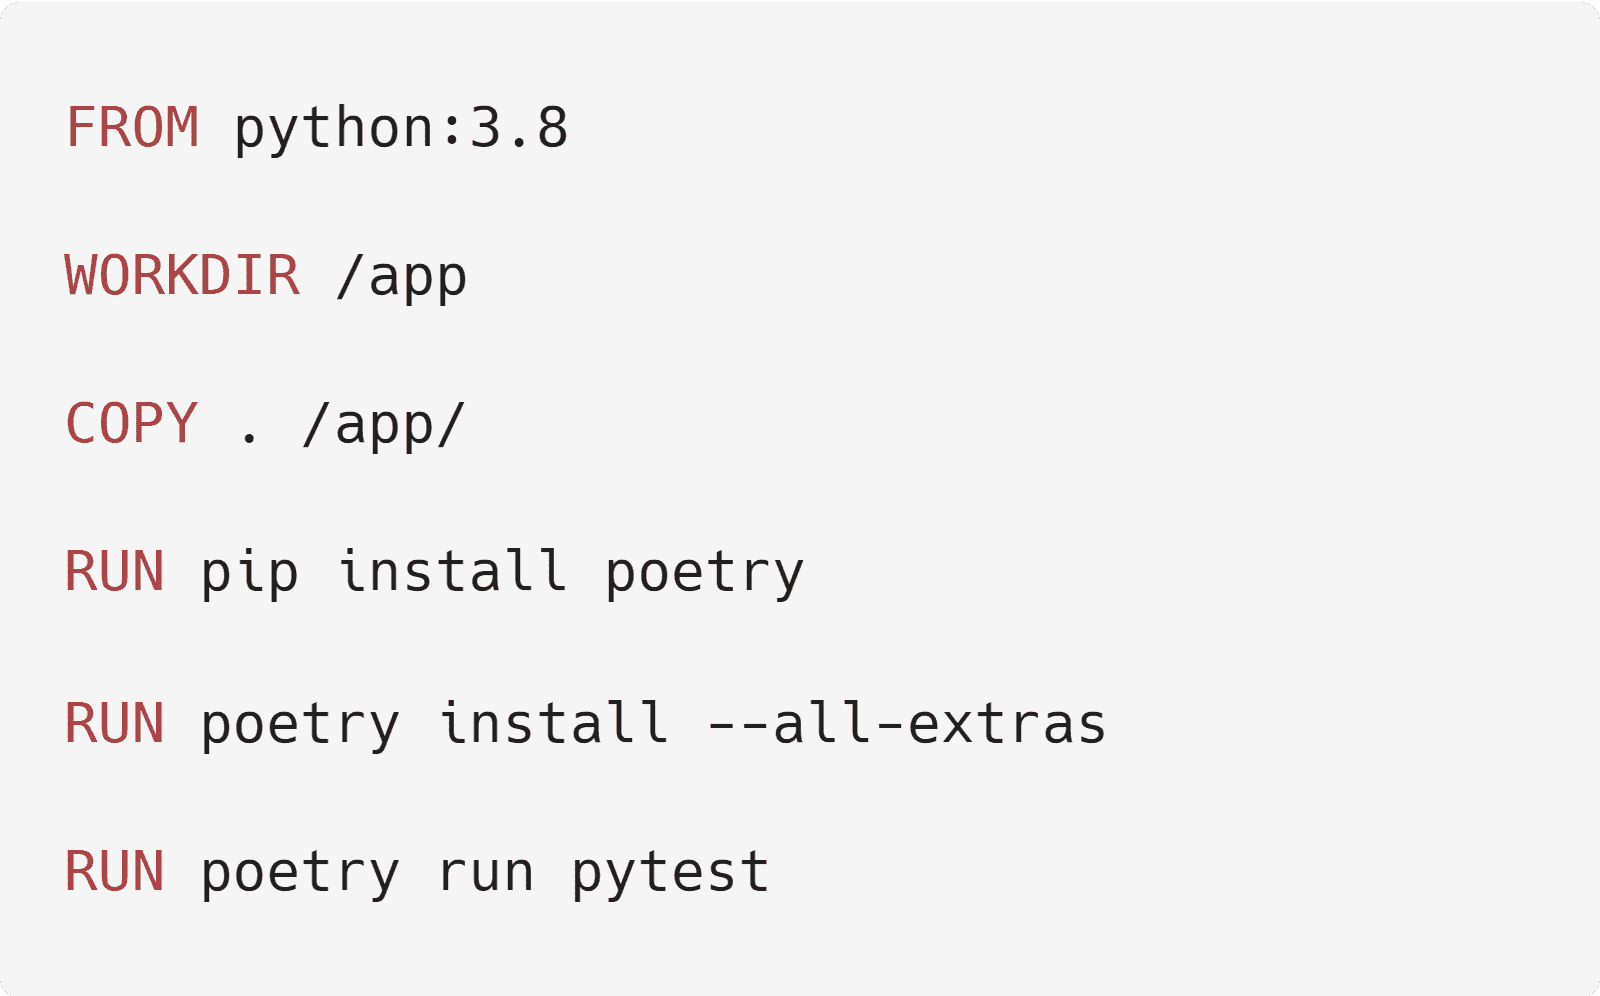 FROM python:3.8
WORKDIR /app
COPY . /app/
RUN pip install poetry
RUN poetry install --all-extras
RUN poetry run pytest